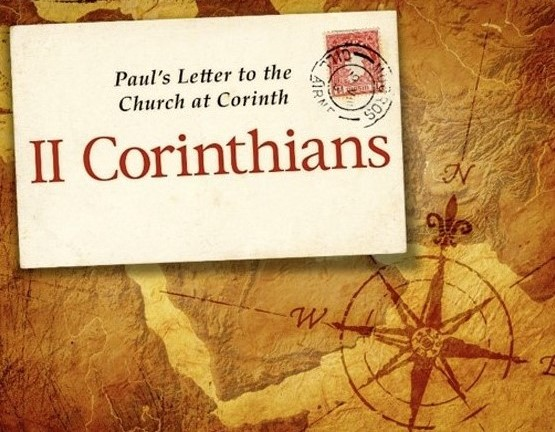 Paul's Letter to the
Church at Corinth
II Corinthians
N
W
E